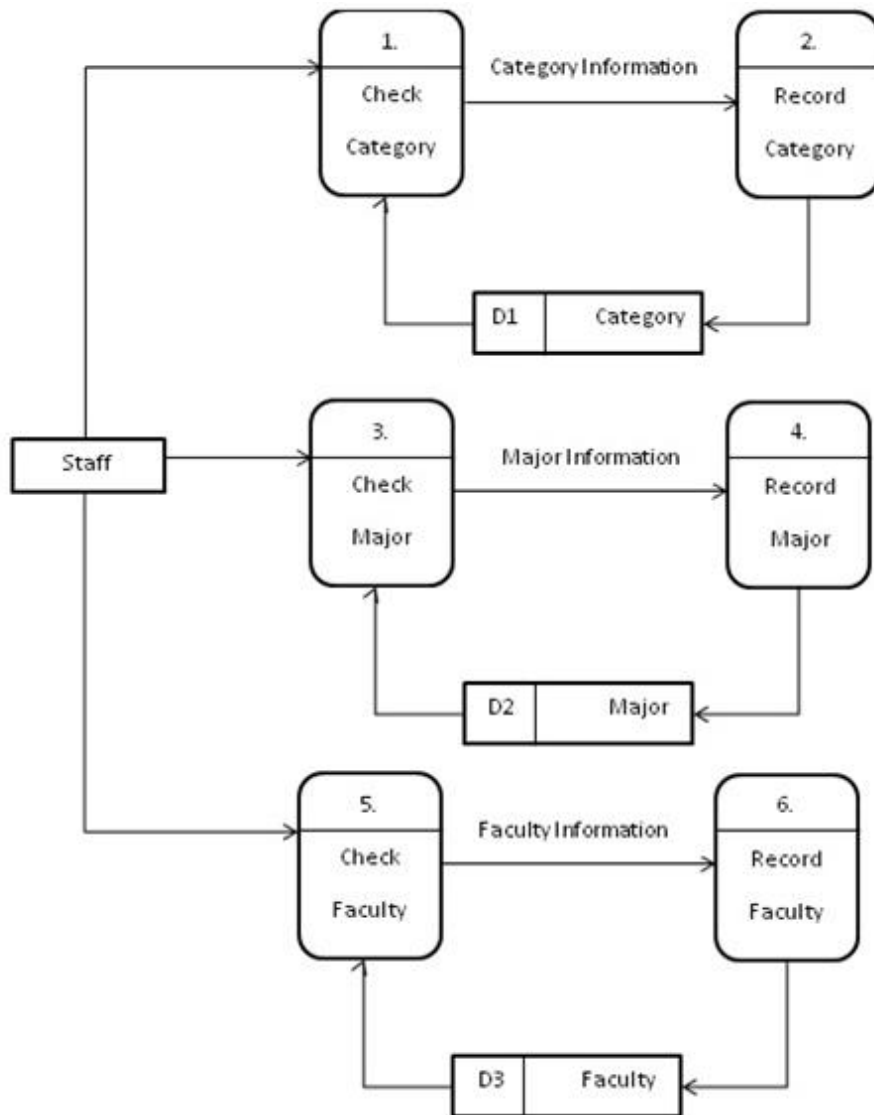 1.
Check
Category
Category Information
2.
Record
Category
D1 Category
Staff
3.
Check
Major
Major Information
4.
Record
Major
D2 Major
5.
Check
Faculty
Faculty Information
6.
Record
Faculty
D3 Faculty